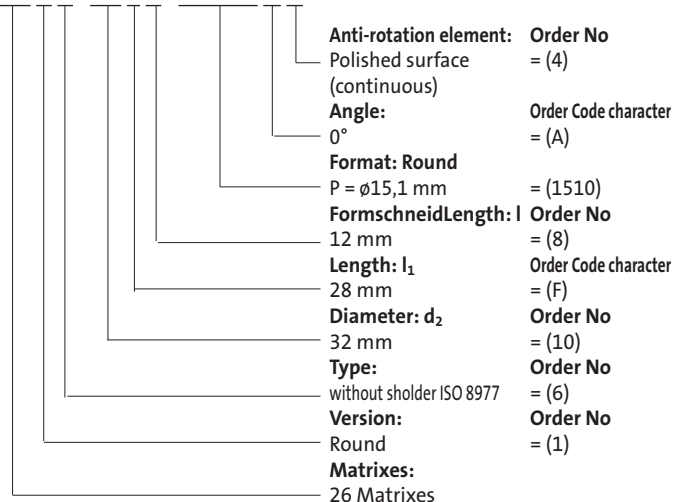 Anti-rotation element: Order No
Polished surface = (4)
(continuous)
Angle: Order Code character
0° = (A)
Format: Round
P = ø15,1 mm = (1510)
FormschneidLength: l Order No
12 mm = (8)
Length: l₁ Order Code character
28 mm = (F)
Diameter: d₂ Order No
32 mm = (10)
Type: Order No
without sholder ISO 8977 = (6)
Version: Order No
Round = (1)
Matrixes:
26 Matrixes